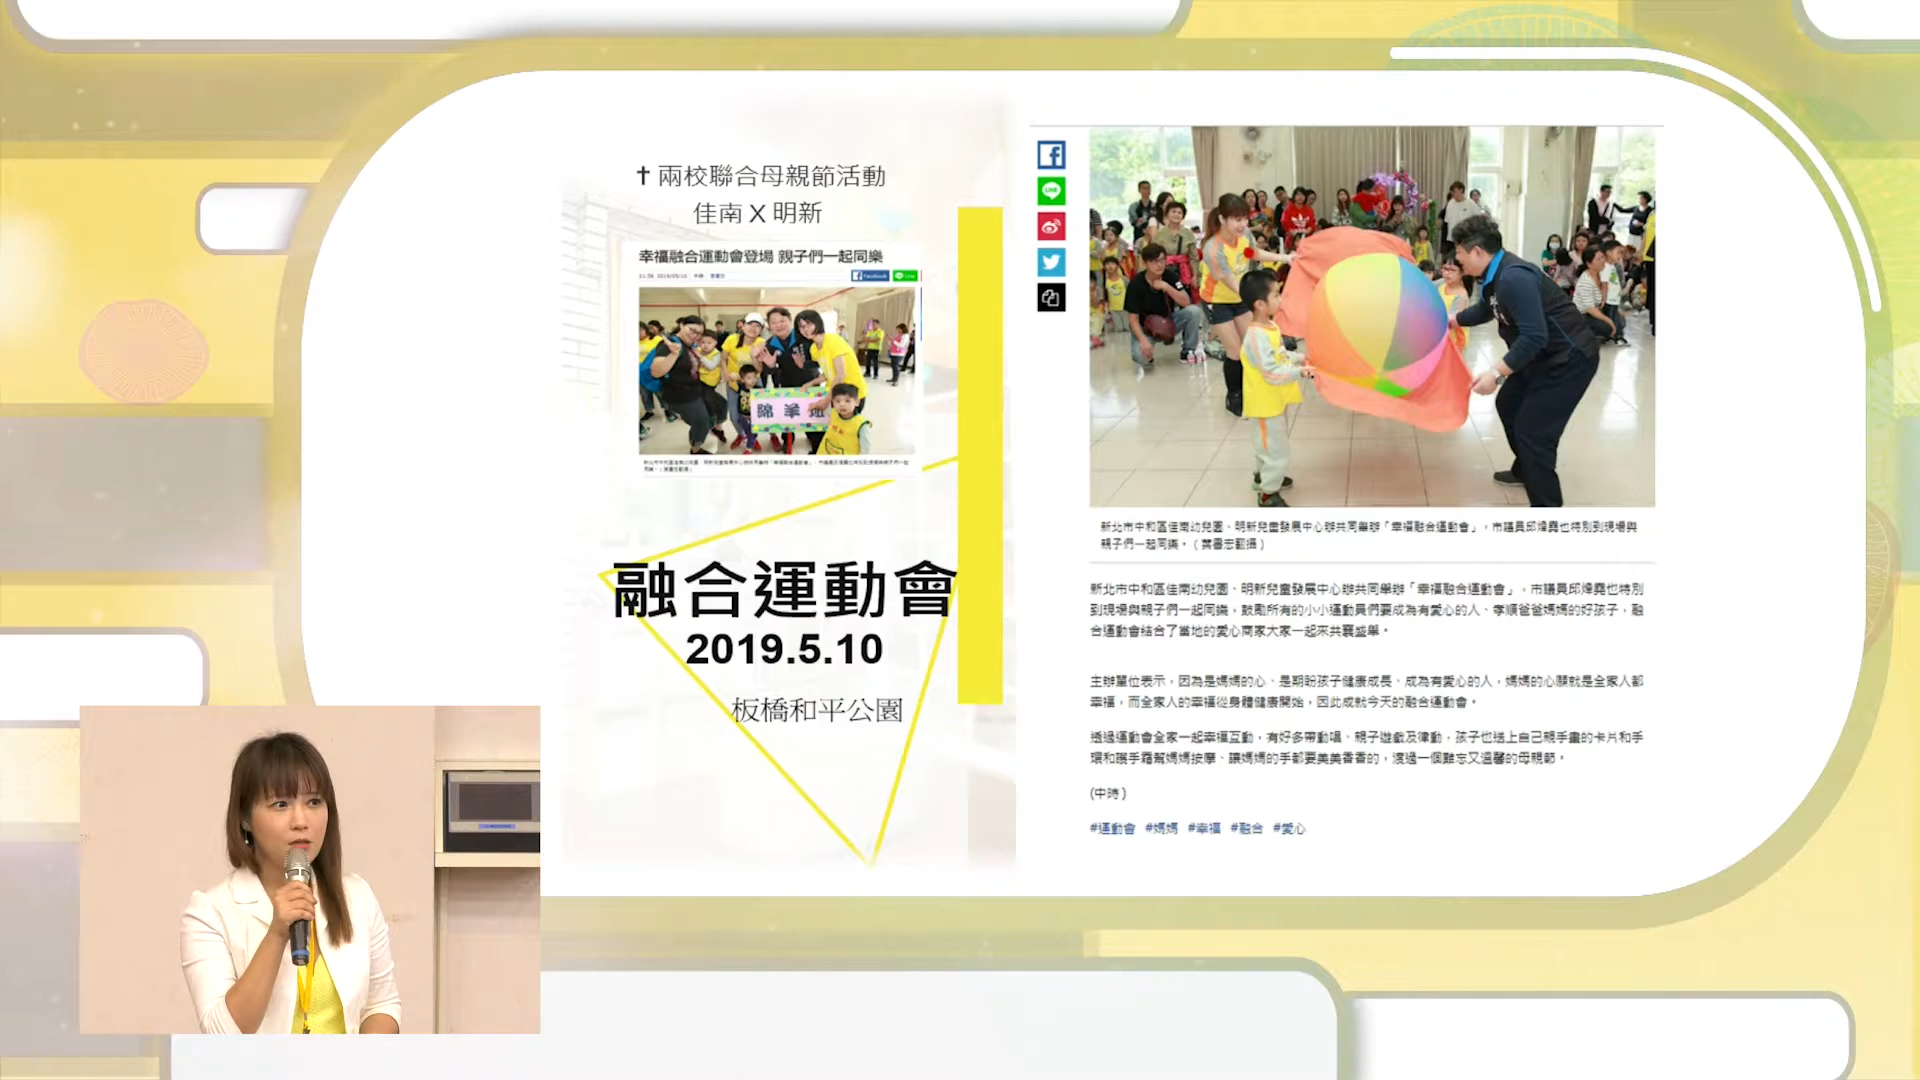 ✝ 兩校聯合母親節活動
佳南 X 明新
幸福融合運動會登場 親子們一起同樂
綿 羊 班
融合運動會
2019.5.10
板橋和平公園
新北市中和區佳南幼兒園、明新兒童發展中心辦共同舉辦「幸福融合運動會」，市議員邱烽堯也特別到現場與
親子們一起同樂。（葉書宏翻攝）
新北市中和區佳南幼兒園、明新兒童發展中心辦共同舉辦「幸福融合運動會」，市議員邱烽堯也特別
到現場與親子們一起同樂，鼓勵所有的小小運動員們要成為有愛心的人、孝順爸爸媽媽的好孩子，融
合運動會結合了當地的愛心商家大家一起來共襄盛舉。
主辦單位表示，因為是媽媽的心、是期盼孩子健康成長、成為有愛心的人，媽媽的心願就是全家人都
幸福，而全家人的幸福從身體健康開始，因此成就今天的融合運動會。
透過運動會全家一起幸福互動，有好多帶動唱、親子遊戲及律動，孩子也送上自己親手畫的卡片和手
環和護手霜幫媽媽按摩、讓媽媽的手都要美美香香的，渡過一個難忘又溫馨的母親節。
(中時)
#運動會 #媽媽 #幸福 #融合 #愛心